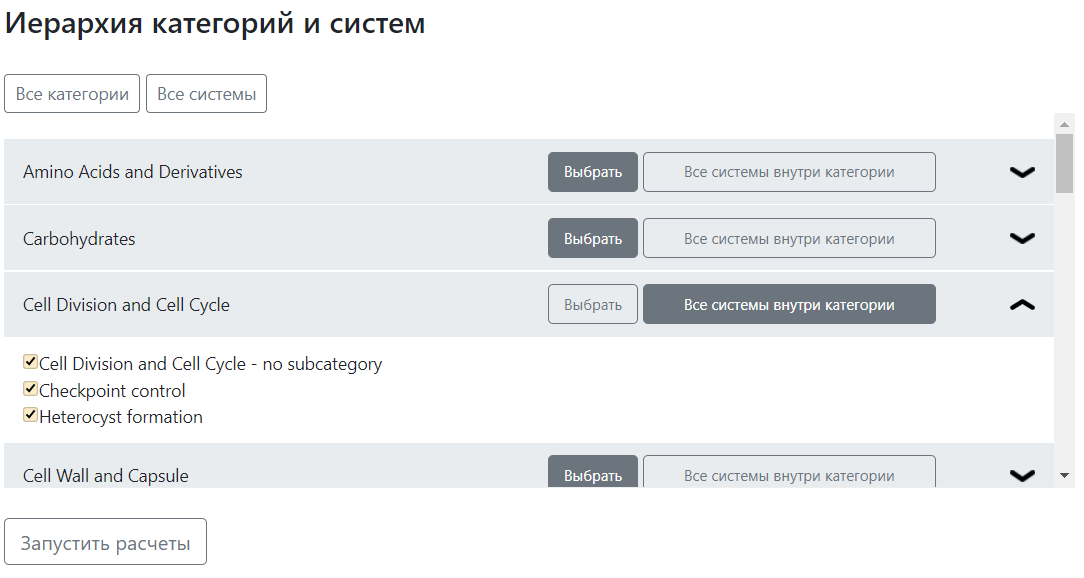 Иерархия категорий и систем
Все категории Все системы
Amino Acids and Derivatives Выбрать Все системы внутри категории
Carbohydrates Выбрать Все системы внутри категории
Cell Division and Cell Cycle Выбрать Все системы внутри категории
Cell Division and Cell Cycle - no subcategory
Checkpoint control
Heterocyst formation
Cell Wall and Capsule Выбрать Все системы внутри категории
Запустить расчеты